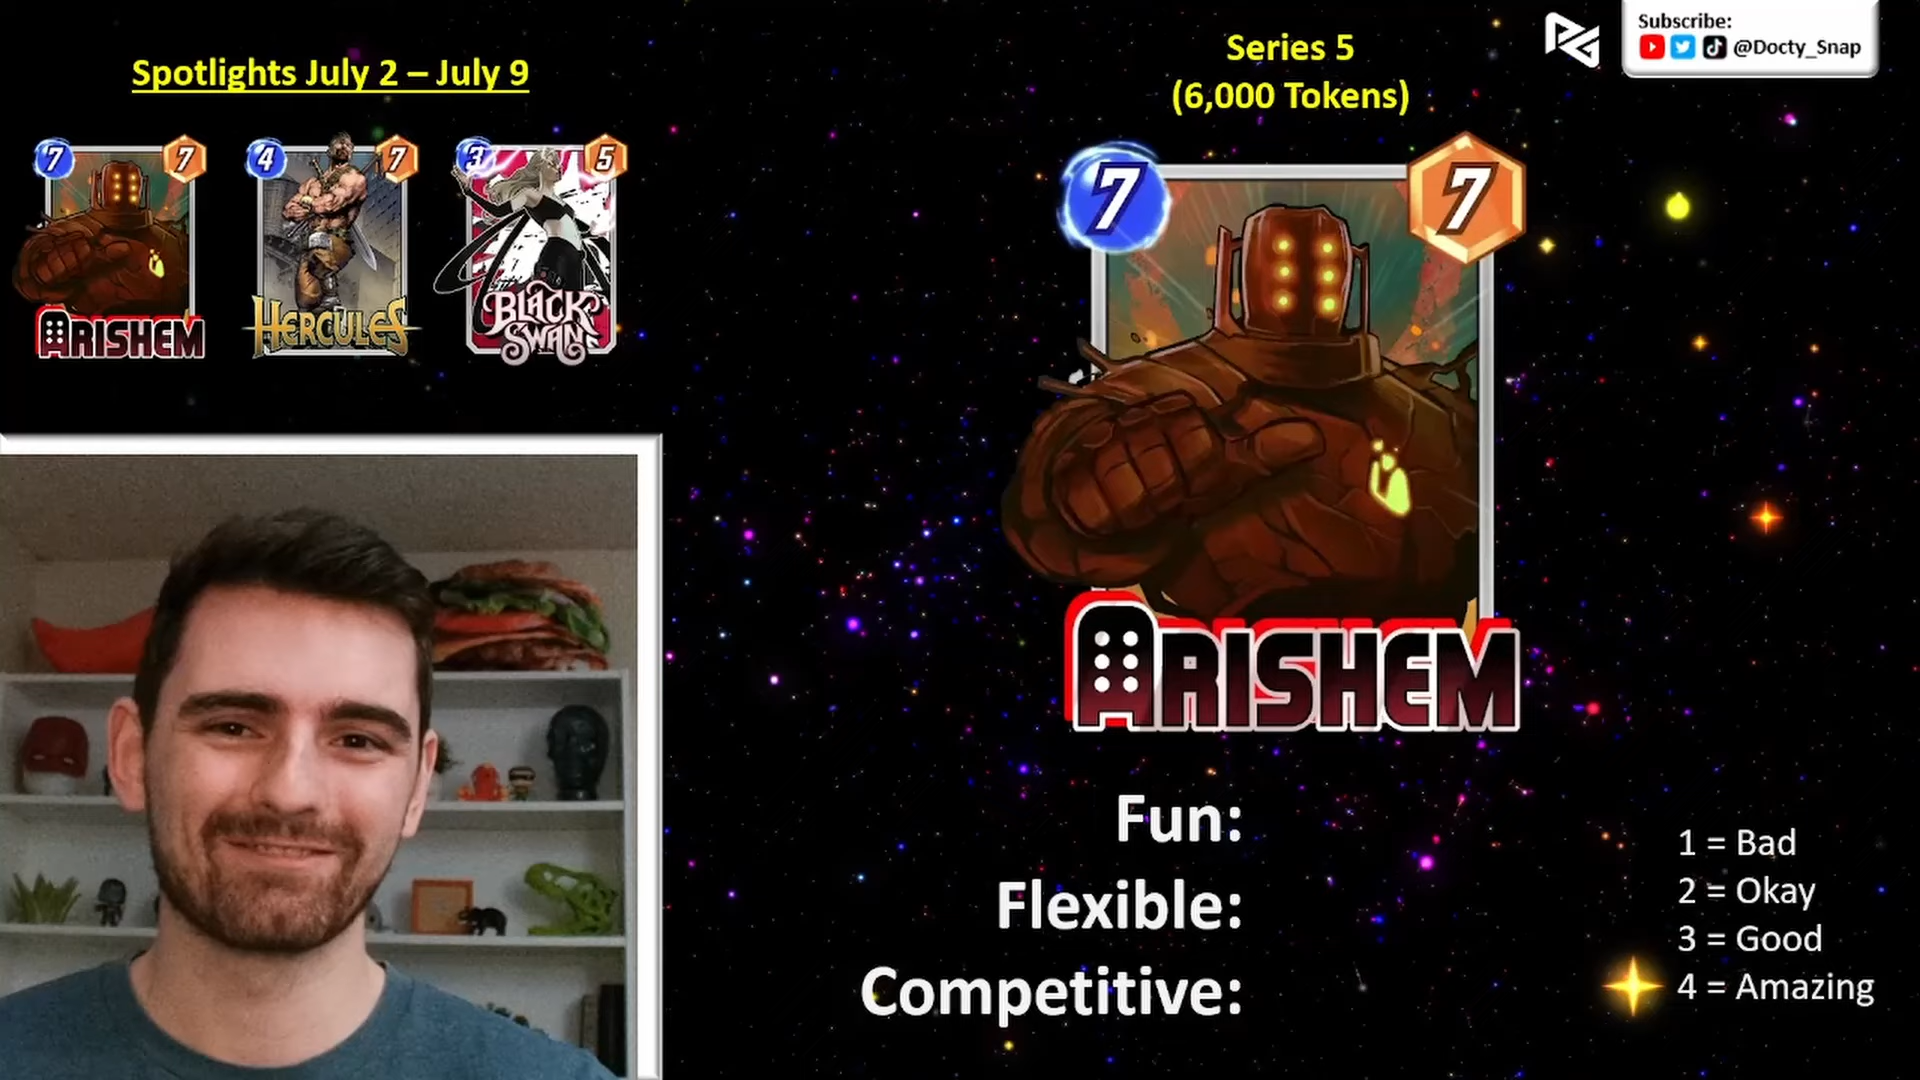 Spotlights July 2 – July 9
7
7
ARISHEM
4
7
HERCULES
3
5
BLACK
SWAN
Series 5
(6,000 Tokens)
7
7
ARISHEM
Subscribe:
@Docty_Snap
Fun:
Flexible:
Competitive:
1 = Bad
2 = Okay
3 = Good
4 = Amazing